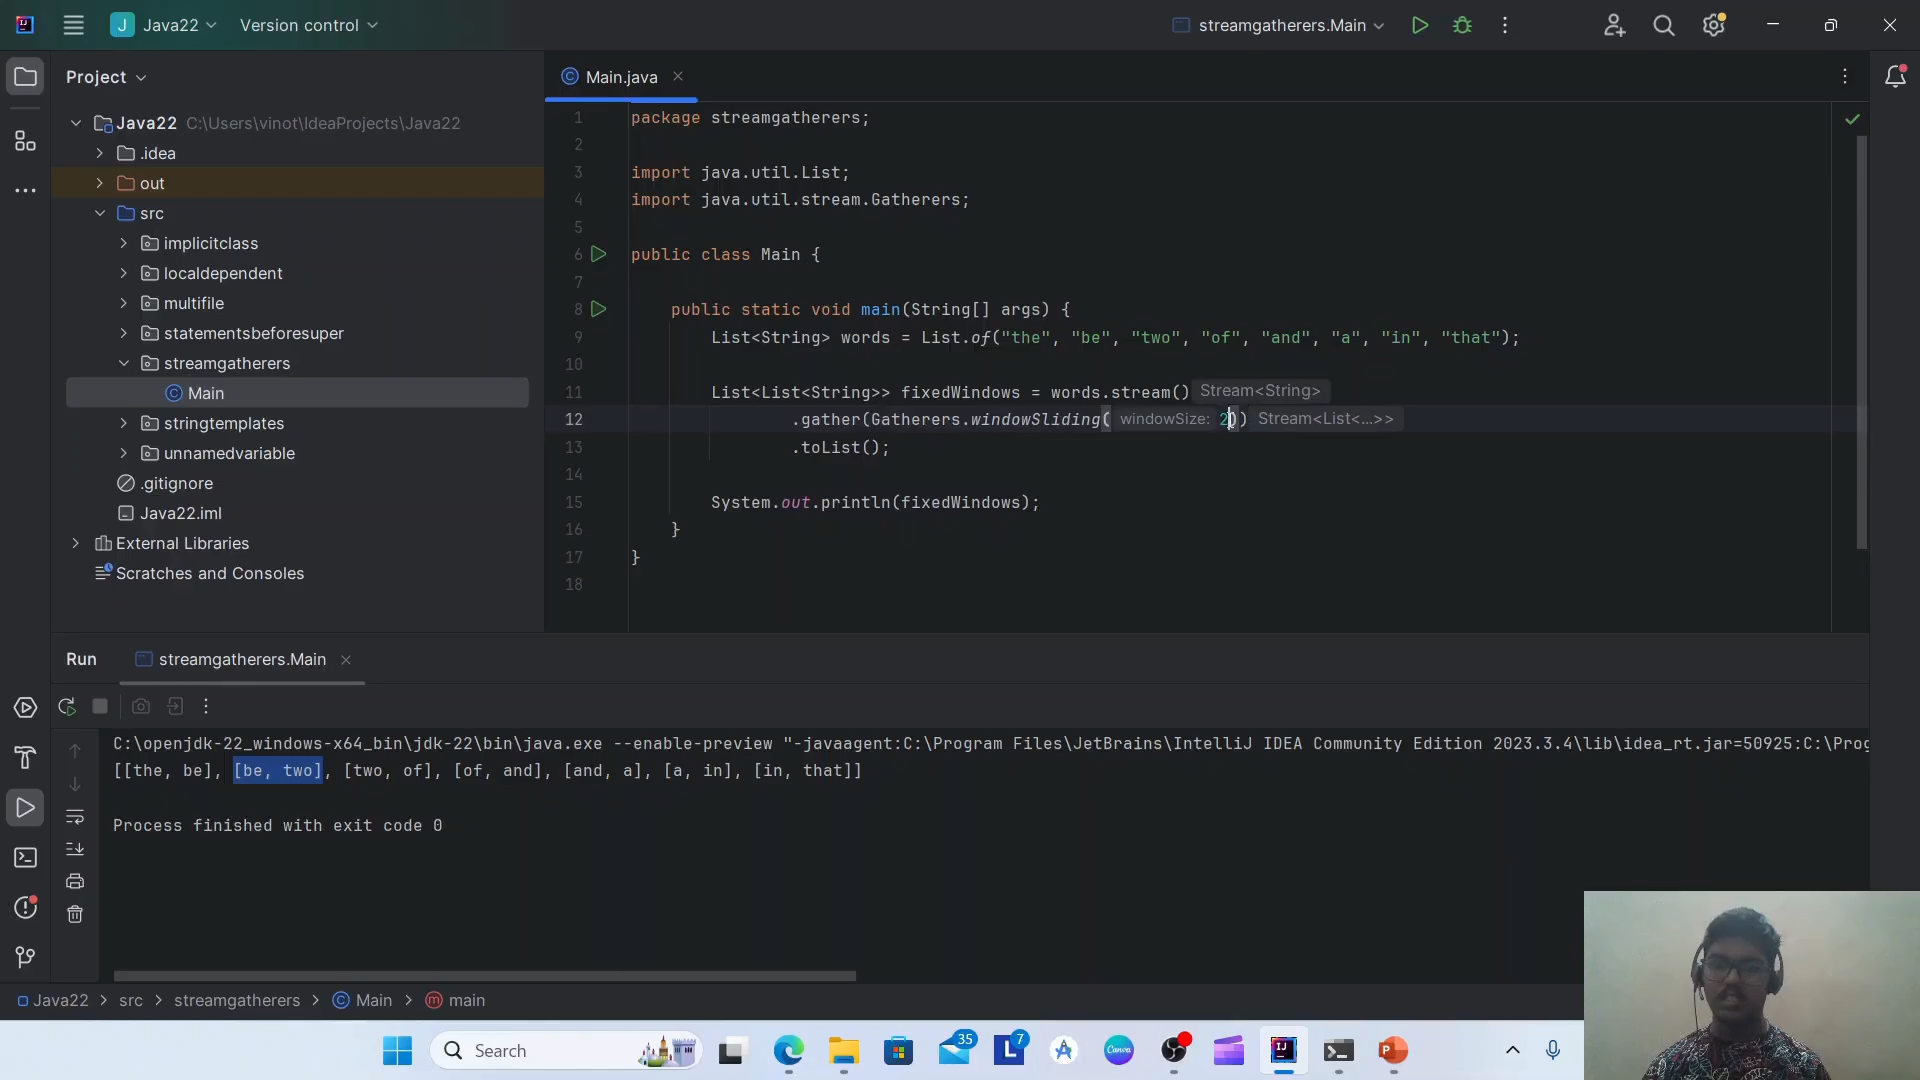 J Java22 Version control streamgatherers.Main
Project
Main.java
Java22 C:\Users\vinot\IdeaProjects\Java22
.idea
out
src
implicitclass
localdependent
multifile
statementsbeforesuper
streamgatherers
Main
stringtemplates
unnamedvariable
.gitignore
Java22.iml
External Libraries
Scratches and Consoles
1 package streamgatherers;
2
3 import java.util.List;
4 import java.util.stream.Gatherers;
5
6 public class Main {
7
8 public static void main(String[] args) {
9 List<String> words = List.of("the", "be", "two", "of", "and", "a", "in", "that");
10
11 List<List<String>> fixedWindows = words.stream() Stream<String>
12 .gather(Gatherers.windowSliding( windowSize: 2)) Stream<List<...>>
13 .toList();
14
15 System.out.println(fixedWindows);
16 }
17 }
18
Run streamgatherers.Main
C:\openjdk-22_windows-x64_bin\jdk-22\bin\java.exe --enable-preview "-javaagent:C:\Program Files\JetBrains\IntelliJ IDEA Community Edition 2023.3.4\lib\idea_rt.jar=50925:C:\Prog
[[the, be], [be, two], [two, of], [of, and], [and, a], [a, in], [in, that]]
Process finished with exit code 0
Java22 > src > streamgatherers > Main > main
Search 35 L 7 Canva